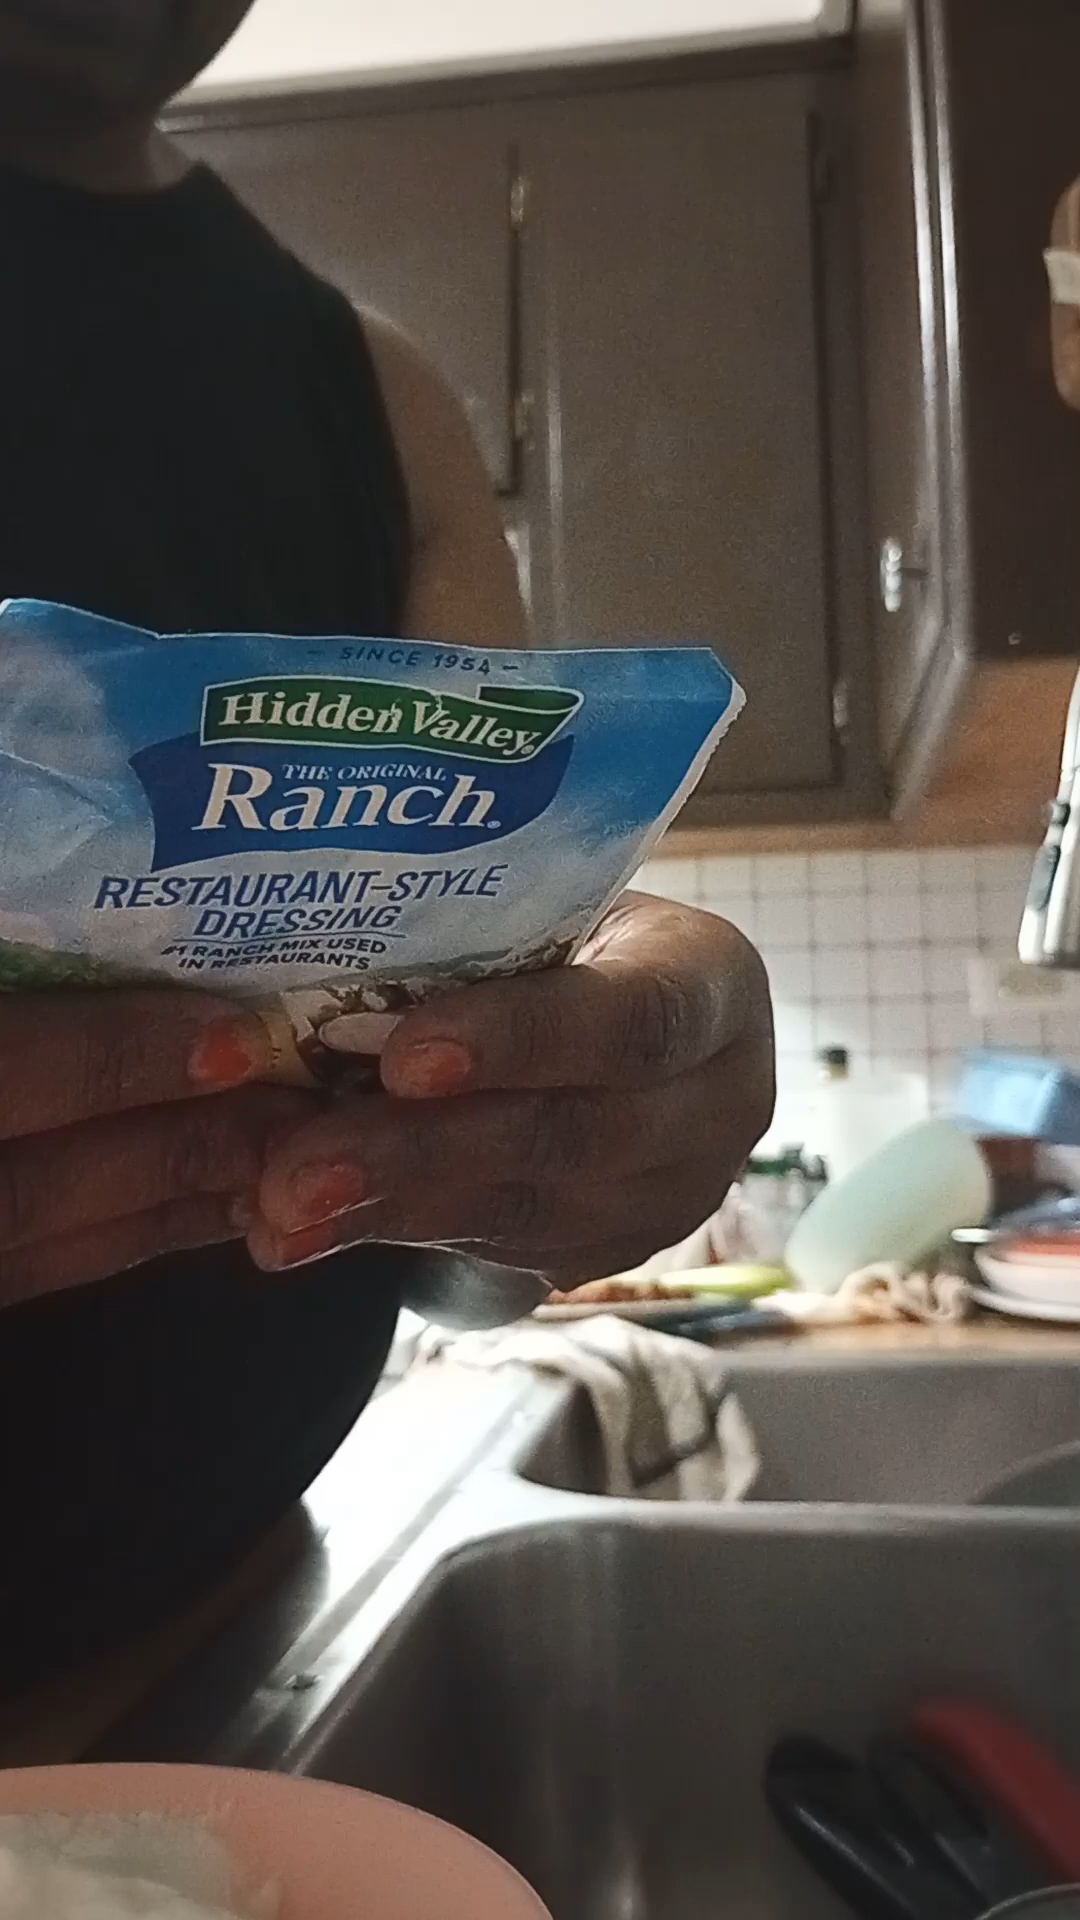 – SINCE 1954 –
Hidden Valley®
THE ORIGINAL
Ranch®
RESTAURANT-STYLE
DRESSING
#1 RANCH MIX USED
IN RESTAURANTS